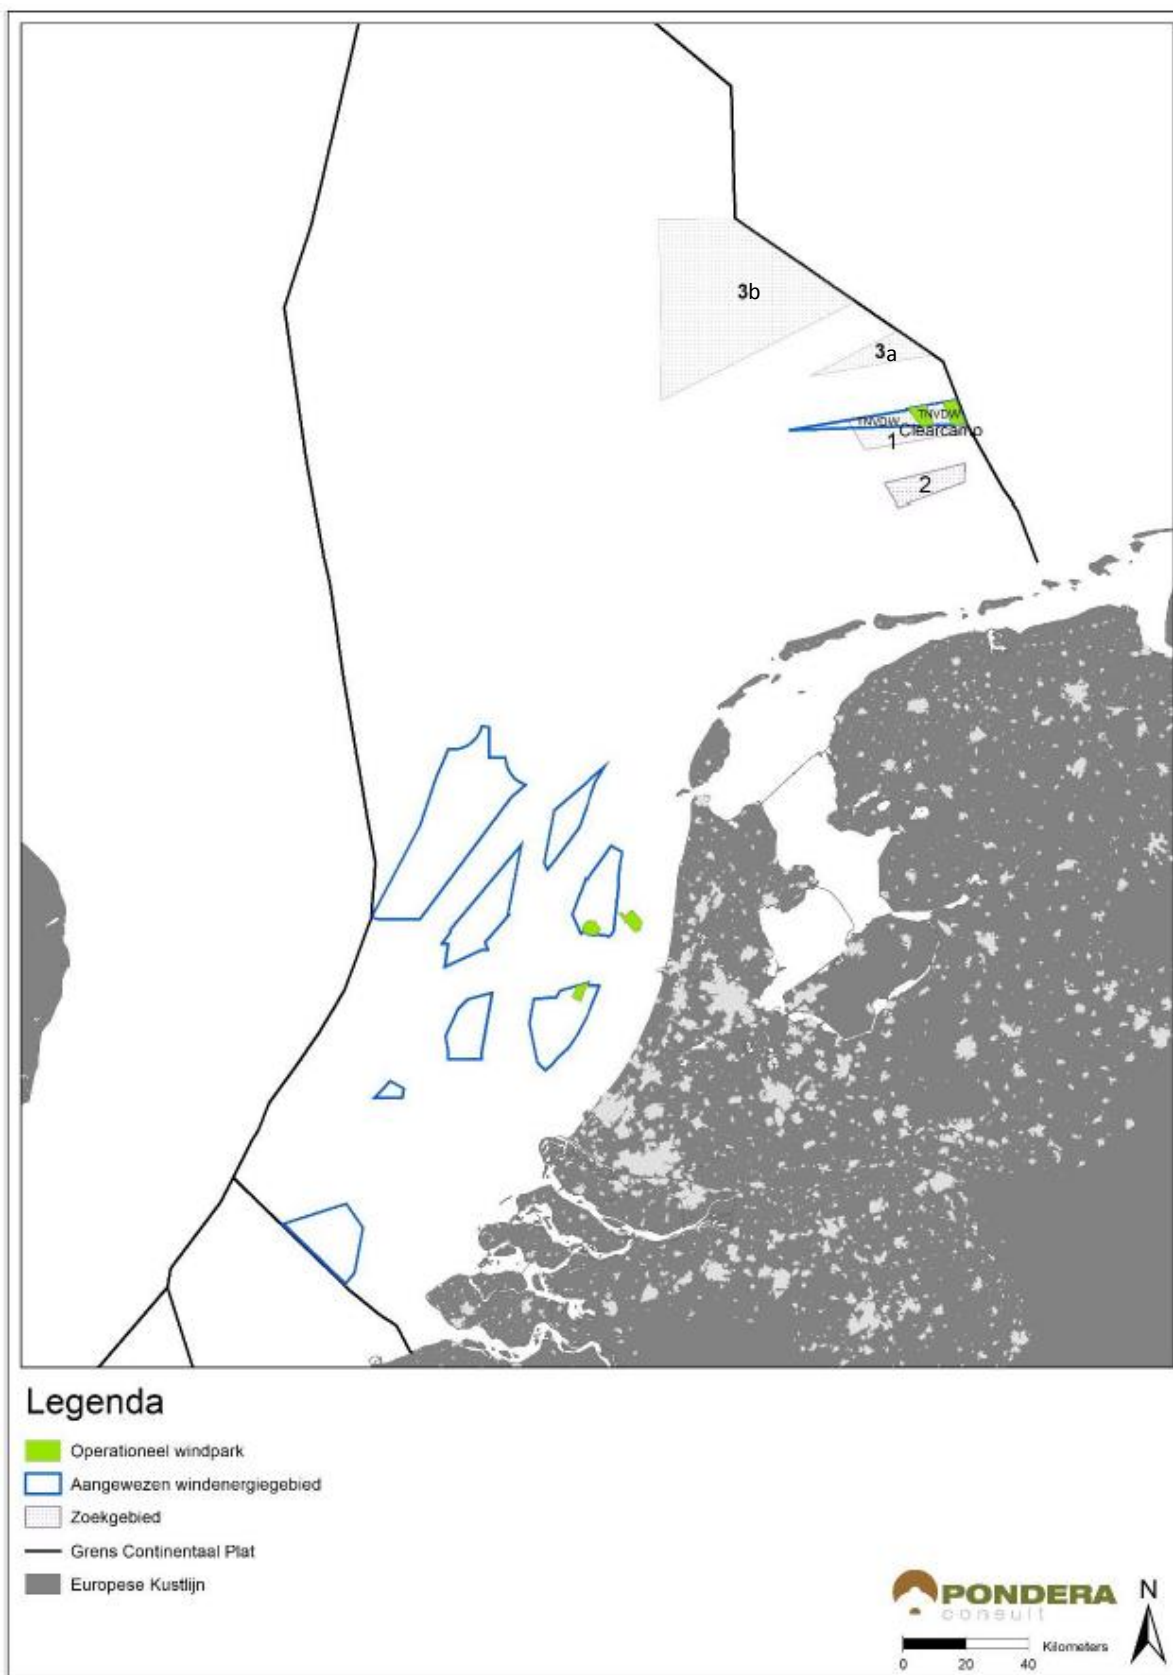 3b
3a
TNVDW TNVDW
Clearcamp
1
2
Legenda
Operationeel windpark
Aangewezen windenergiegebied
Zoekgebied
Grens Continentaal Plat
Europese Kustlijn
PONDERA
consult
N
Kilometers
0 20 40